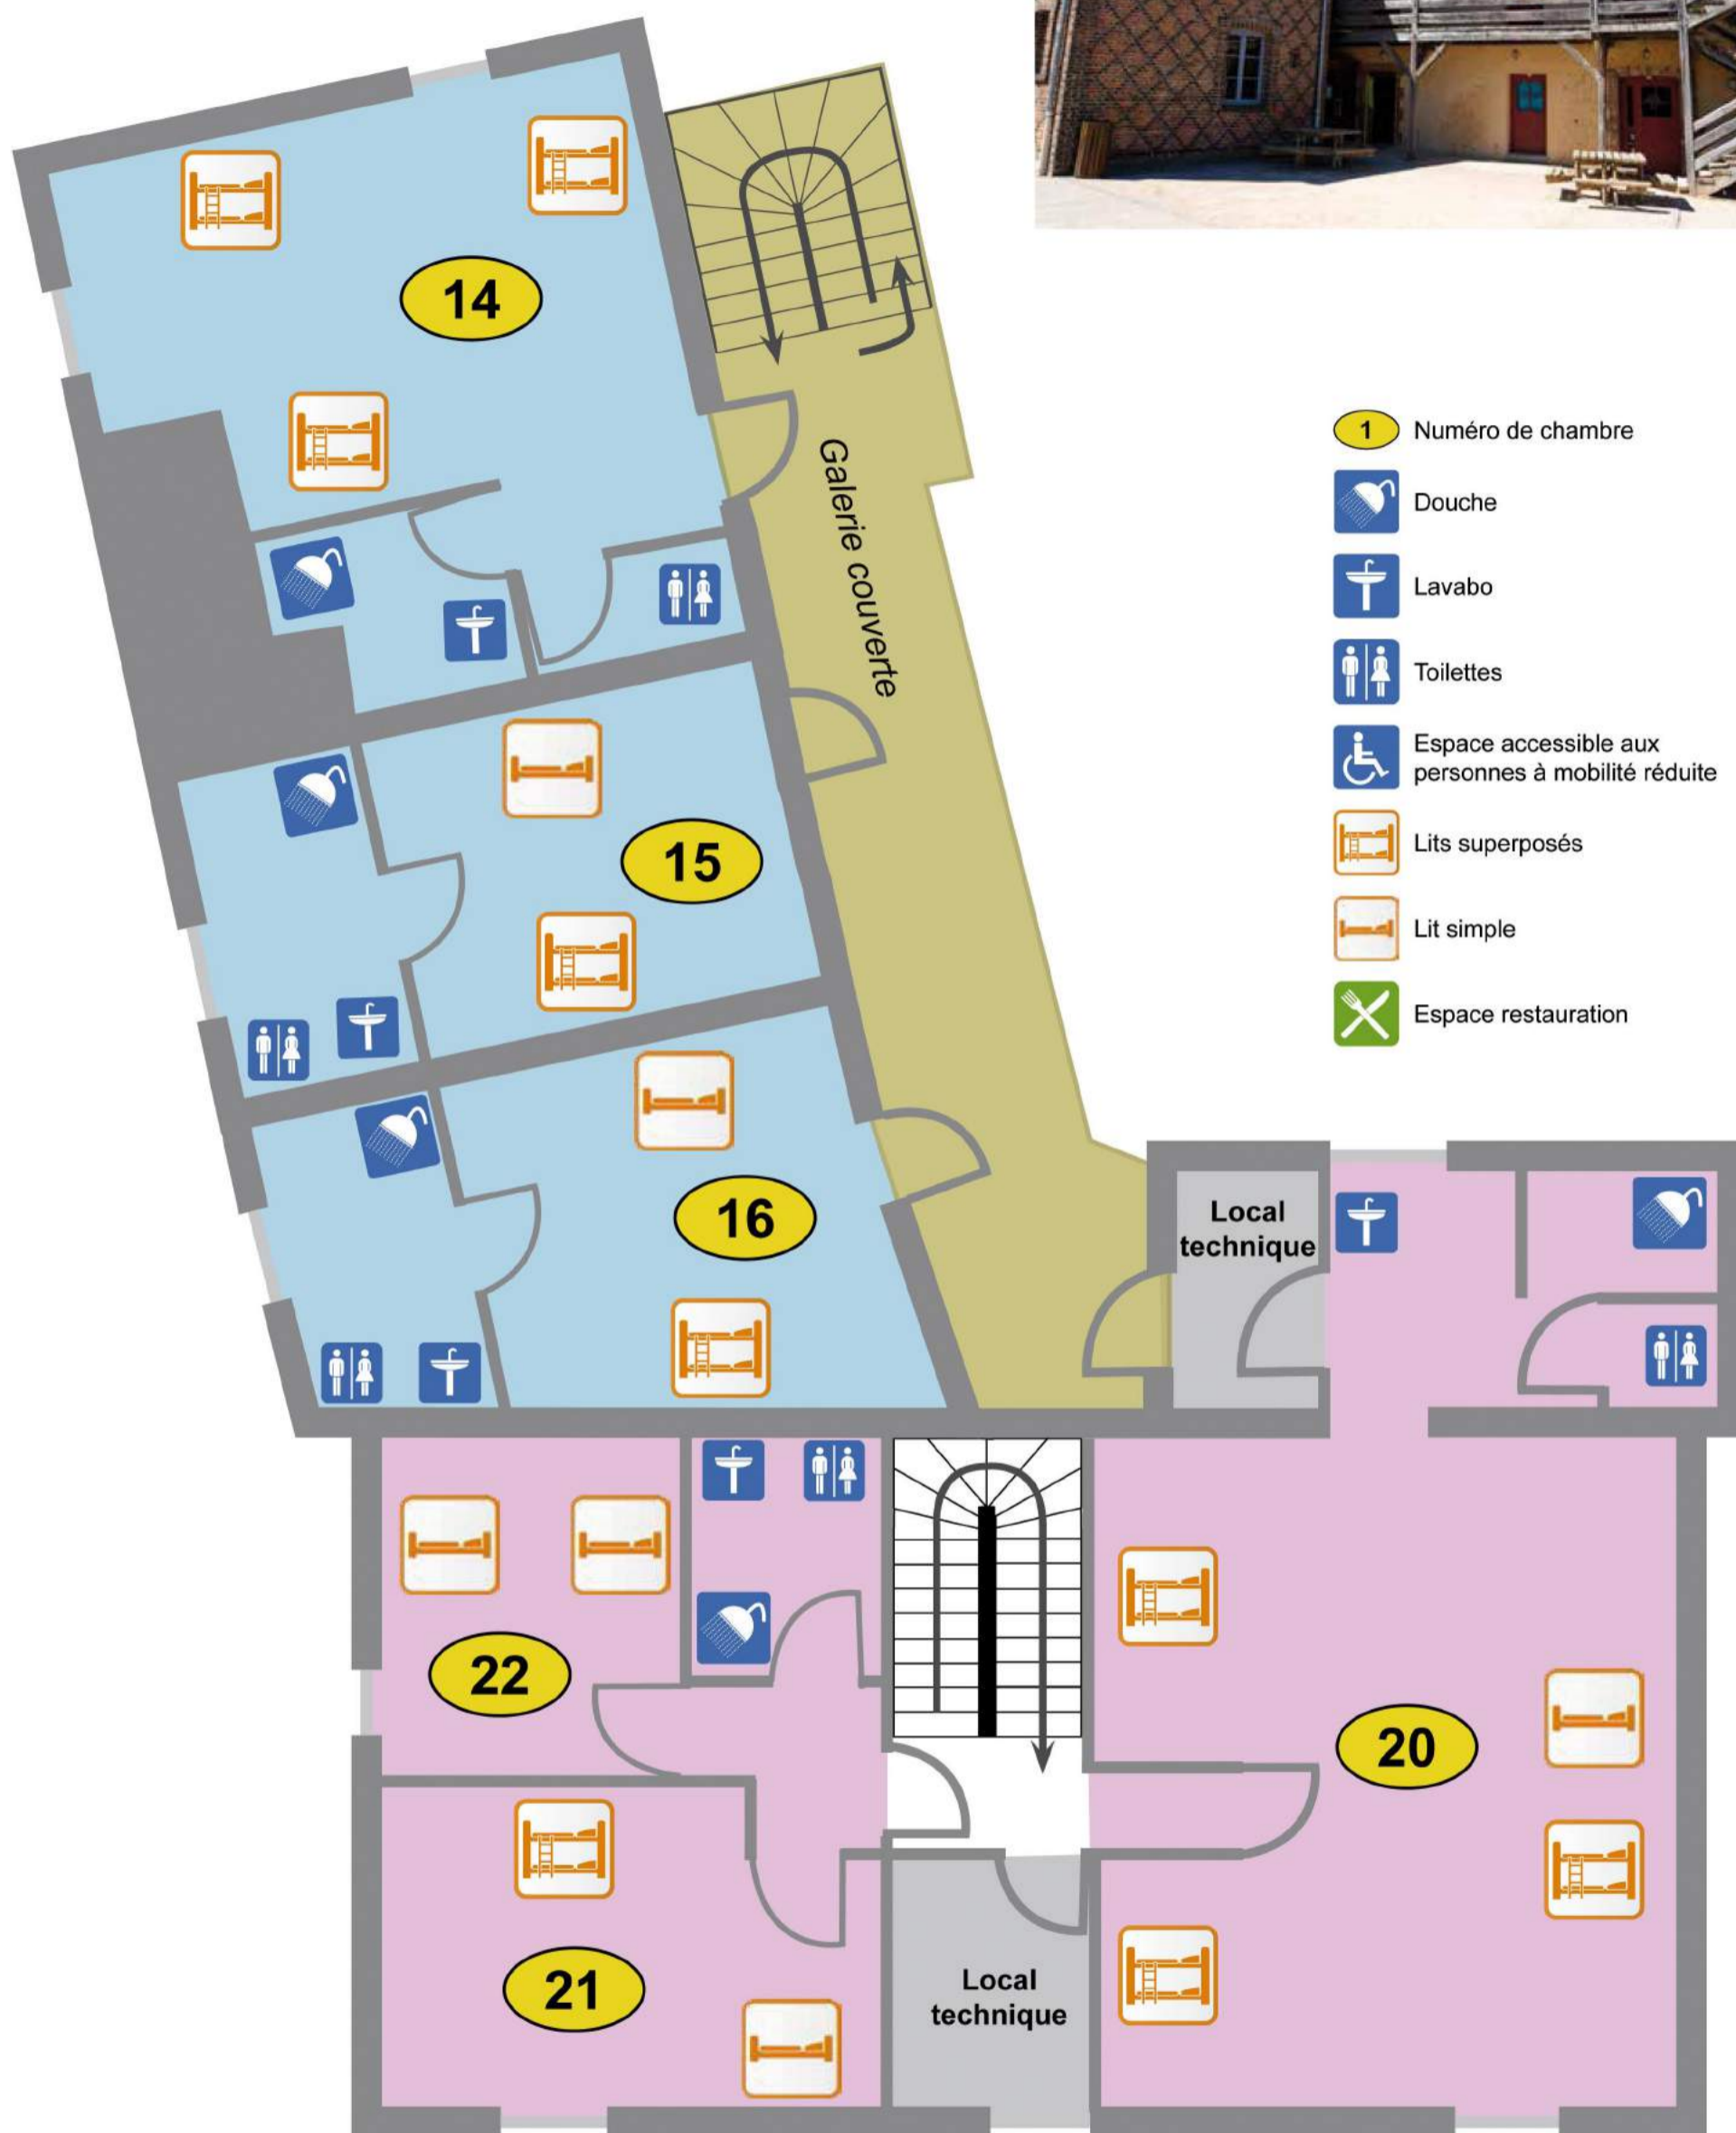 14
Galerie couverte
1 Numéro de chambre
Douche
Lavabo
Toilettes
Espace accessible aux
personnes à mobilité réduite
Lits superposés
Lit simple
Espace restauration
15
16
Local
technique
22
20
21
Local
technique